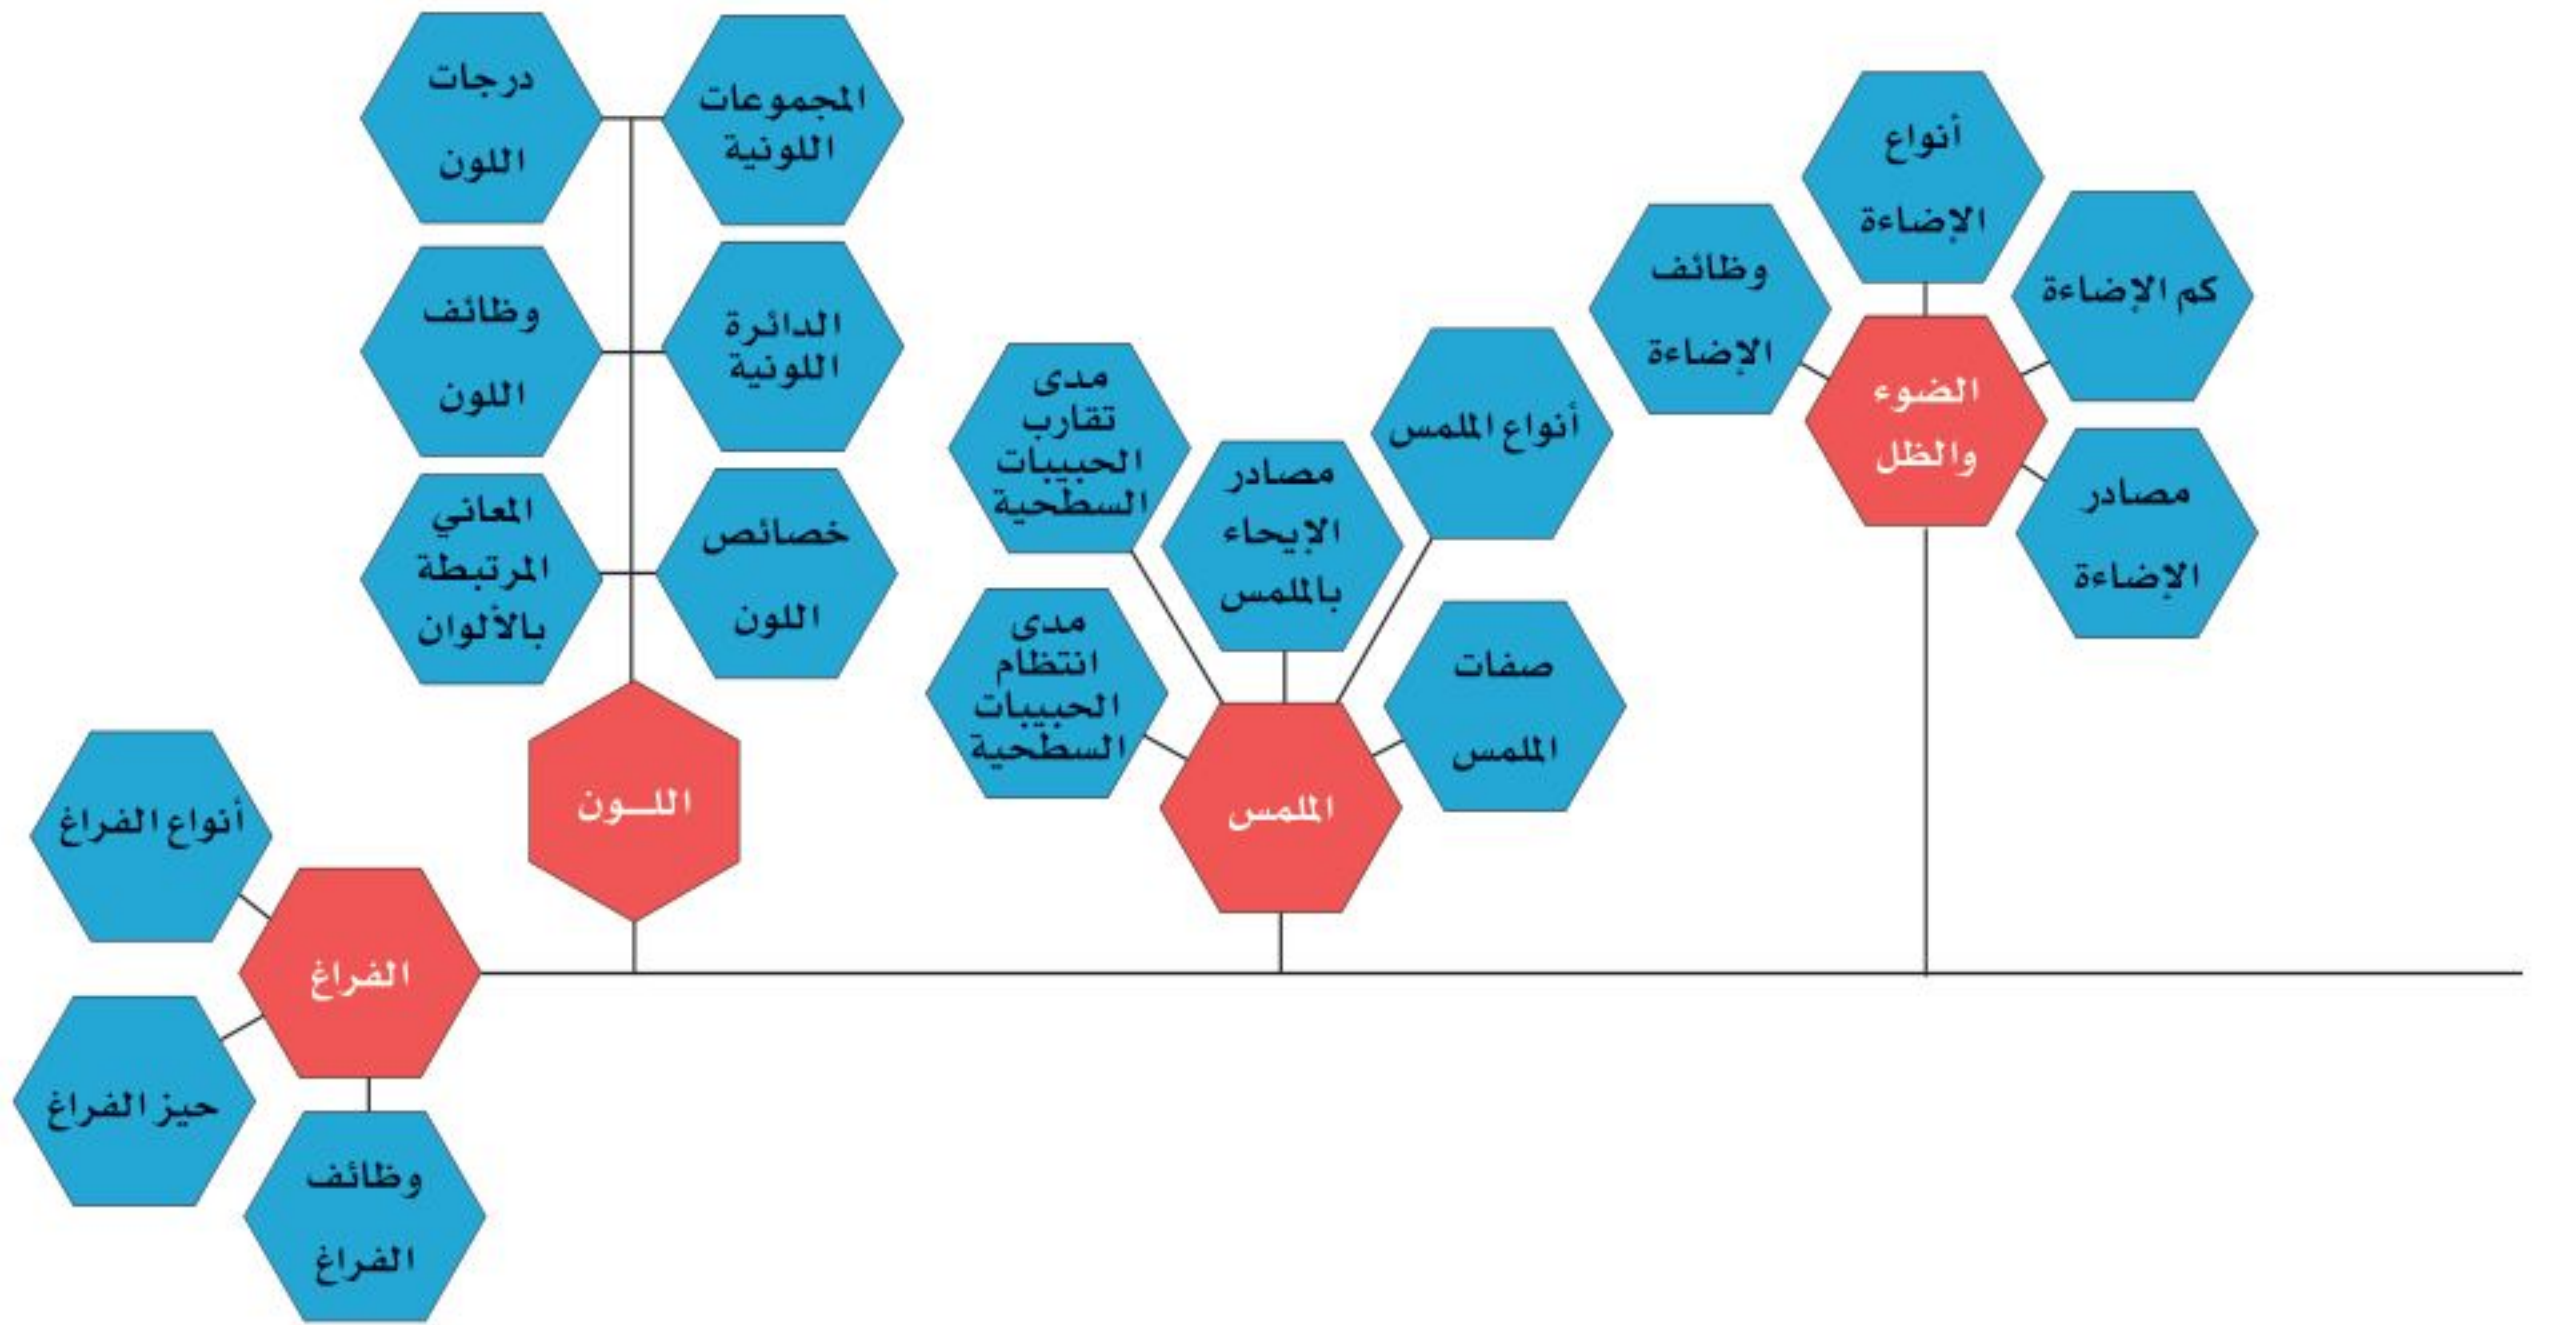 أنواع
الإضاءة
كم الإضاءة
وظائف
الإضاءة
مصادر
الإضاءة
الضوء
والظل
أنواع الملمس
مصادر
الإيحاء
بالملمس
مدى
تقارب
الحبيبات
السطحية
صفات
الملمس
مدى
انتظام
الحبيبات
السطحية
الملمس
المجموعات
اللونية
درجات
اللون
الدائرة
اللونية
وظائف
اللون
خصائص
اللون
المعاني
المرتبطة
بالألوان
اللـــون
أنواع الفراغ
الفراغ
حيز الفراغ
وظائف
الفراغ